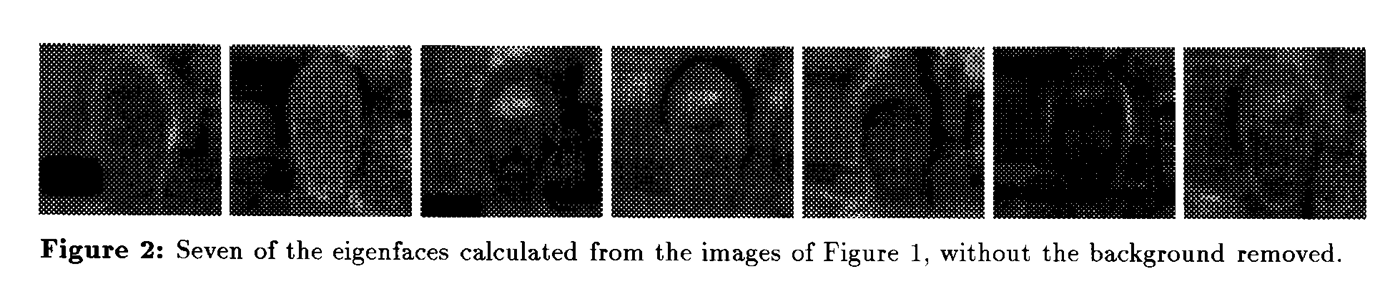 Figure 2: Seven of the eigenfaces calculated from the images of Figure 1, without the background removed.